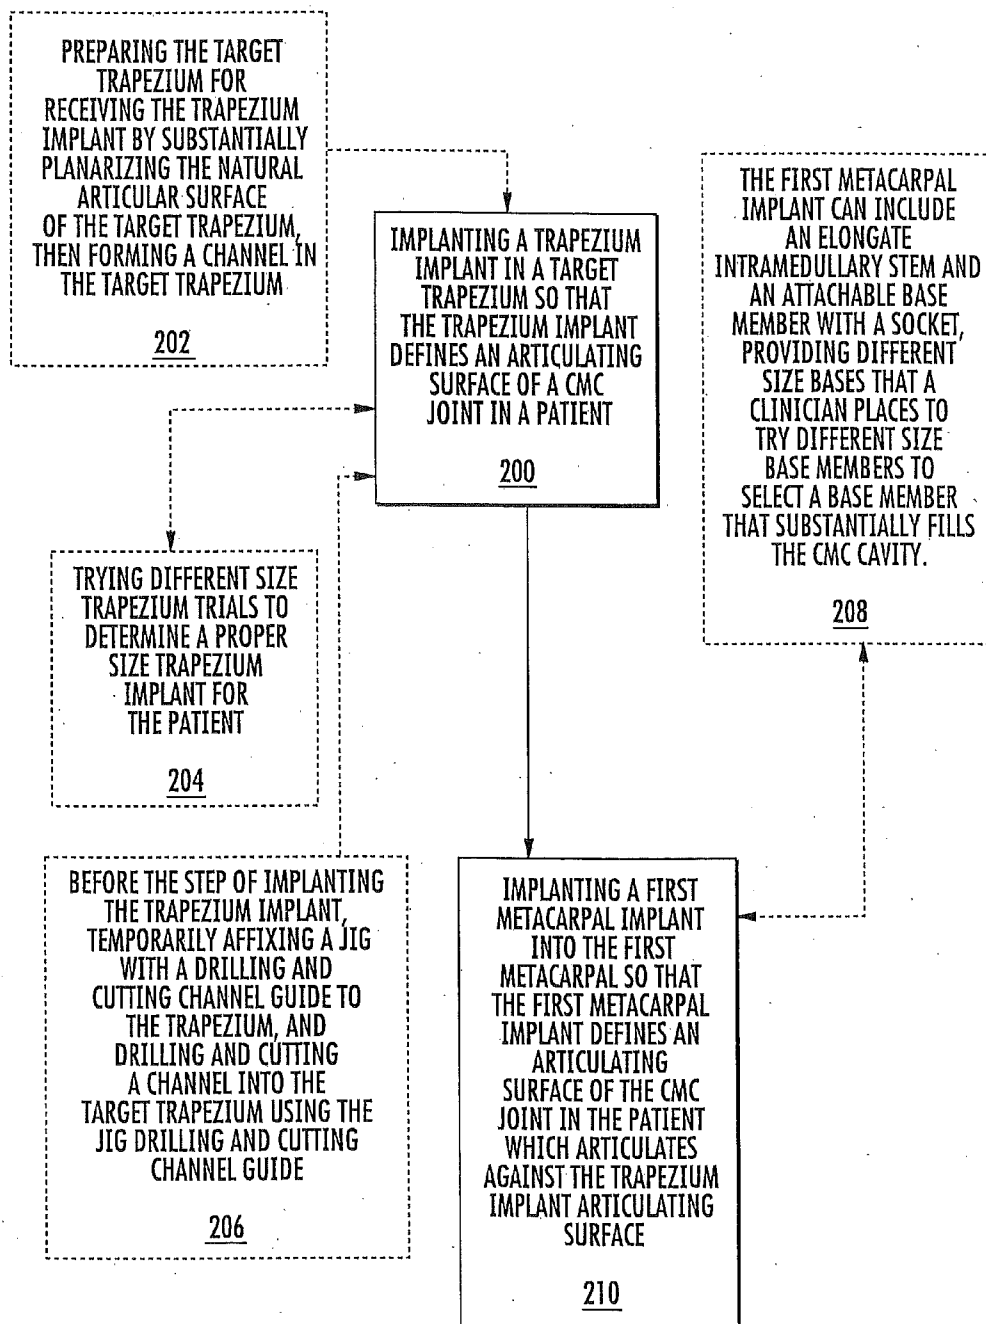 PREPARING THE TARGET
TRAPEZIUM FOR
RECEIVING THE TRAPEZIUM
IMPLANT BY SUBSTANTIALLY
PLANARIZING THE NATURAL
ARTICULAR SURFACE
OF THE TARGET TRAPEZIUM,
THEN FORMING A CHANNEL IN
THE TARGET TRAPEZIUM
202
IMPLANTING A TRAPEZIUM
IMPLANT IN A TARGET
TRAPEZIUM SO THAT
THE TRAPEZIUM IMPLANT
DEFINES AN ARTICULATING
SURFACE OF A CMC
JOINT IN A PATIENT
200
THE FIRST METACARPAL
IMPLANT CAN INCLUDE
AN ELONGATE
INTRAMEDULLARY STEM AND
AN ATTACHABLE BASE
MEMBER WITH A SOCKET,
PROVIDING DIFFERENT
SIZE BASES THAT A
CLINICIAN PLACES TO
TRY DIFFERENT SIZE
BASE MEMBERS TO
SELECT A BASE MEMBER
THAT SUBSTANTIALLY FILLS
THE CMC CAVITY.
208
TRYING DIFFERENT SIZE
TRAPEZIUM TRIALS TO
DETERMINE A PROPER
SIZE TRAPEZIUM
IMPLANT FOR
THE PATIENT
204
BEFORE THE STEP OF IMPLANTING
THE TRAPEZIUM IMPLANT,
TEMPORARILY AFFIXING A JIG
WITH A DRILLING AND
CUTTING CHANNEL GUIDE TO
THE TRAPEZIUM, AND
DRILLING AND CUTTING
A CHANNEL INTO THE
TARGET TRAPEZIUM USING THE
JIG DRILLING AND CUTTING
CHANNEL GUIDE
206
IMPLANTING A FIRST
METACARPAL IMPLANT
INTO THE FIRST
METACARPAL SO THAT
THE FIRST METACARPAL
IMPLANT DEFINES AN
ARTICULATING
SURFACE OF THE CMC
JOINT IN THE PATIENT
WHICH ARTICULATES
AGAINST THE TRAPEZIUM
IMPLANT ARTICULATING
SURFACE
210